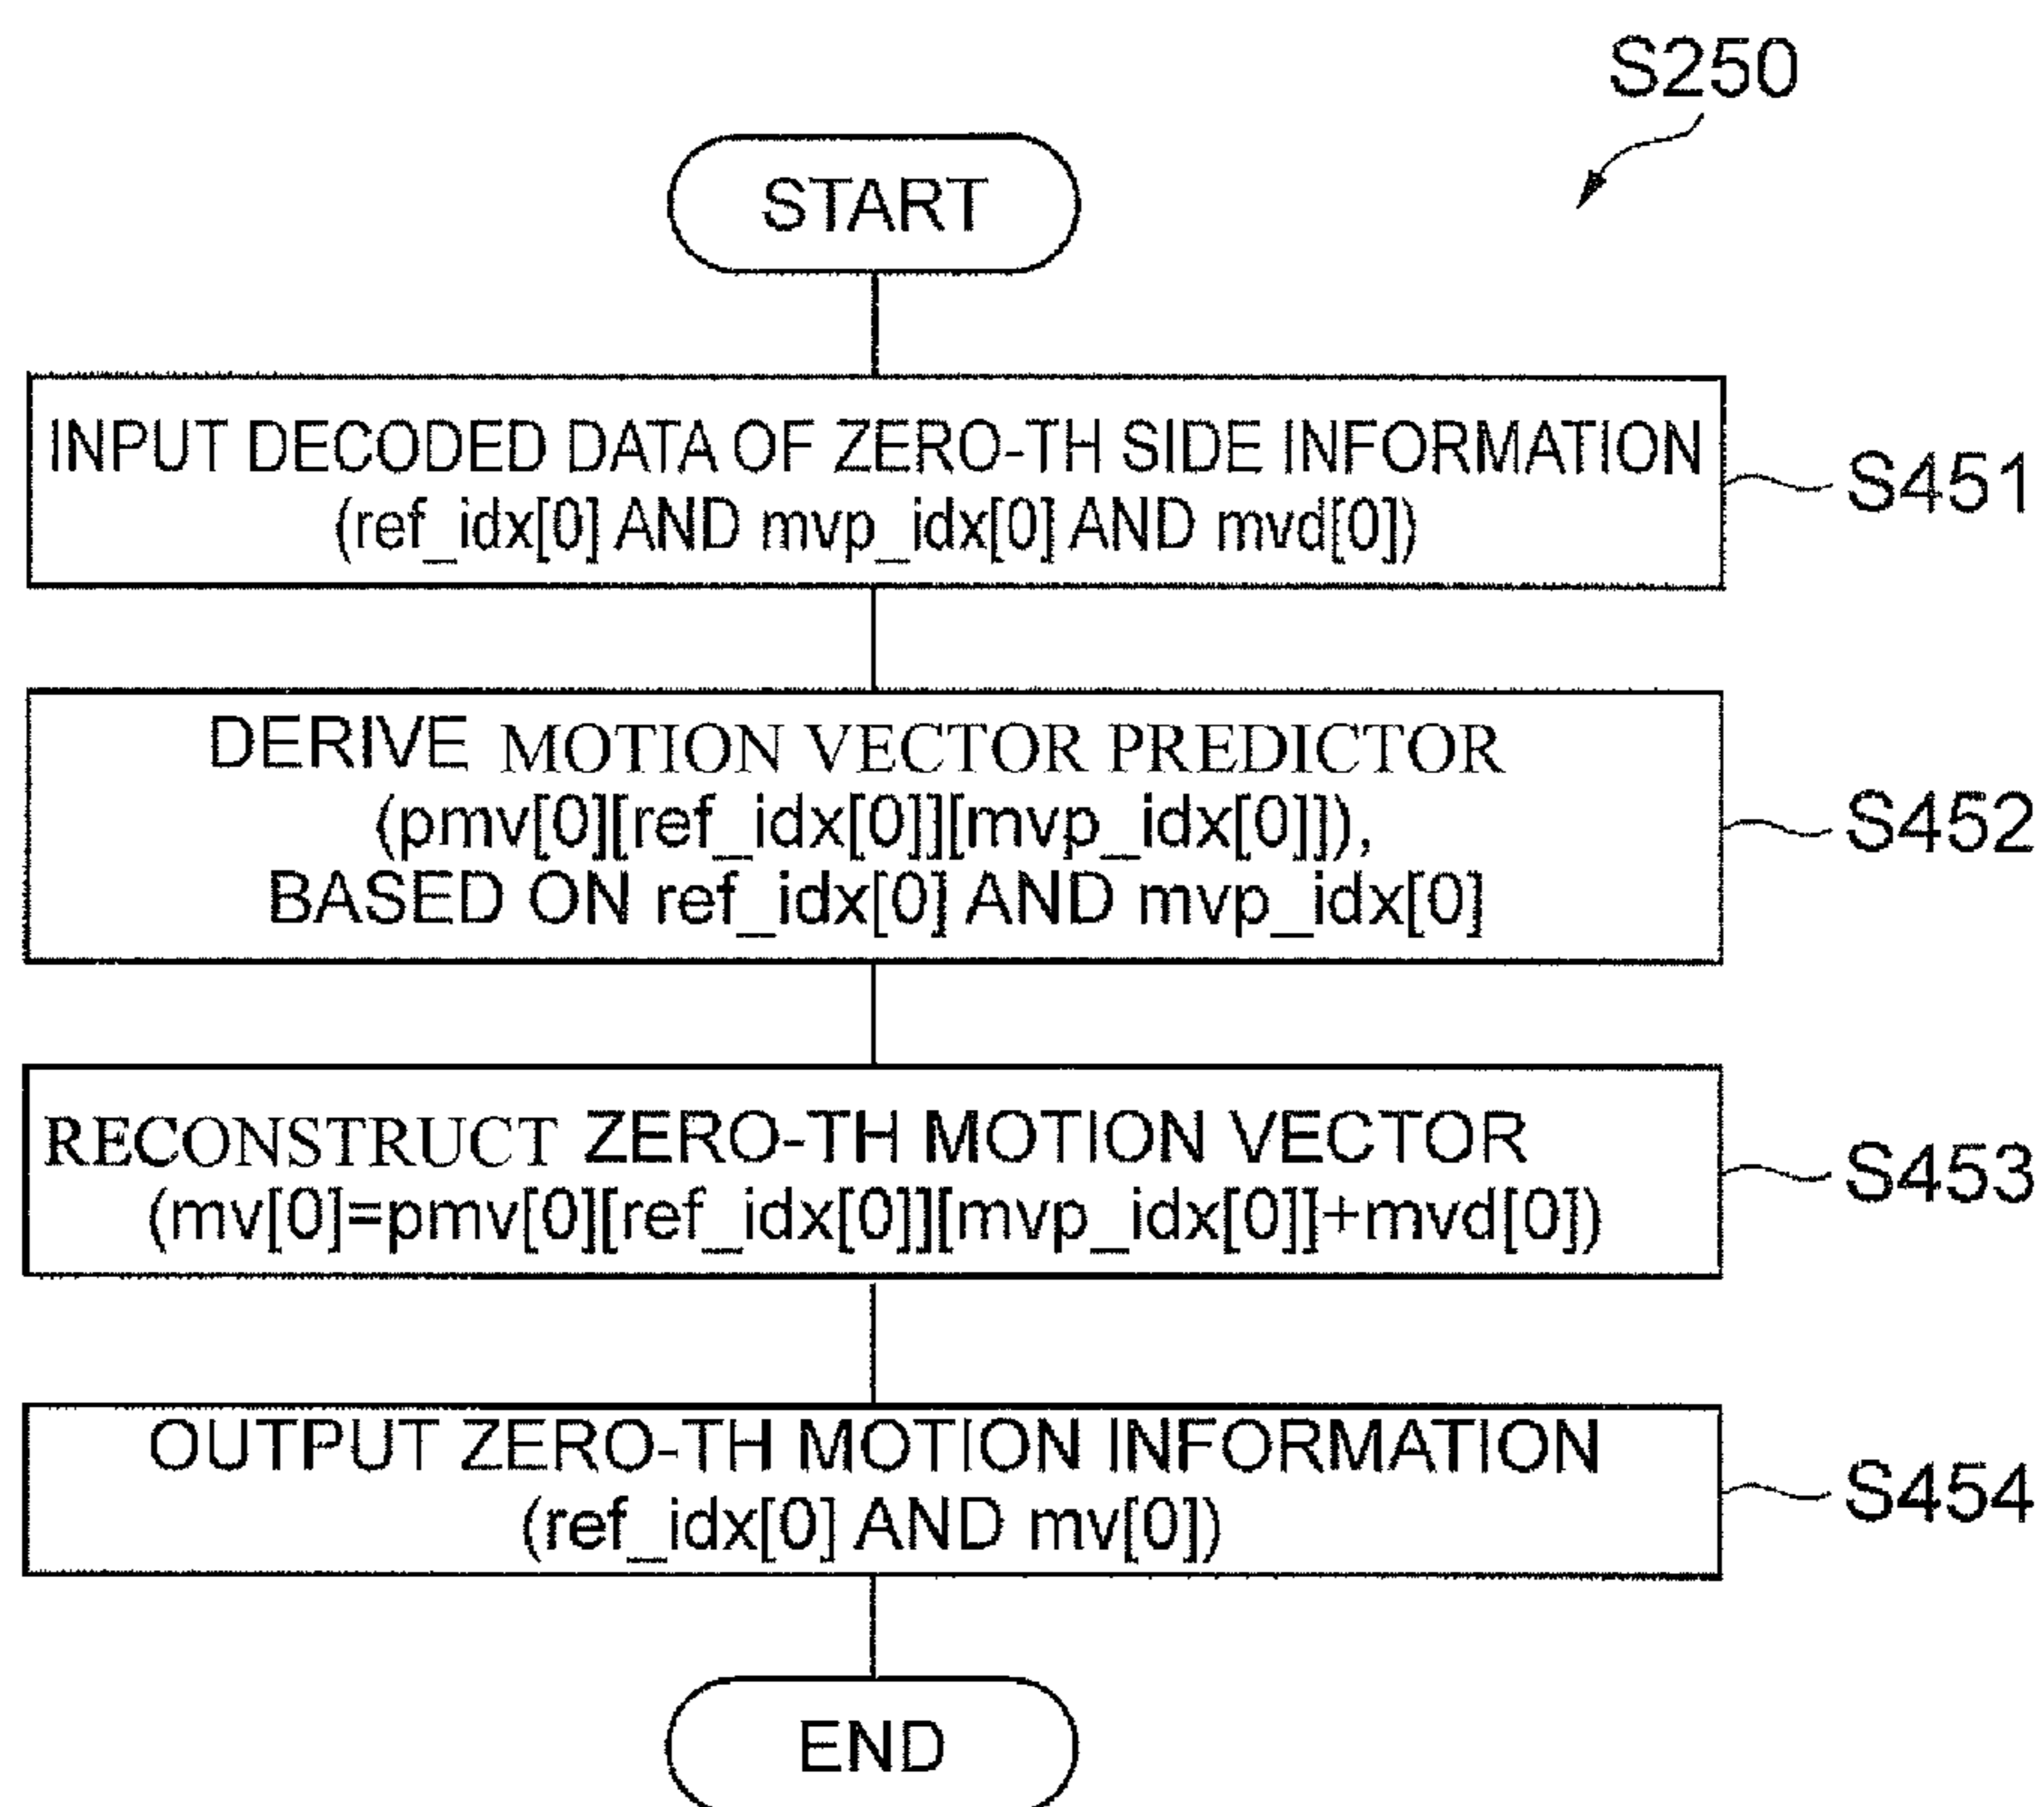 S250
START
INPUT DECODED DATA OF ZERO-TH SIDE INFORMATION
(ref_idx[0] AND mvp_idx[0] AND mvd[0])
S451
DERIVE MOTION VECTOR PREDICTOR
(pmv[0][ref_idx[0]][mvp_idx[0]]),
BASED ON ref_idx[0] AND mvp_idx[0]
S452
RECONSTRUCT ZERO-TH MOTION VECTOR
(mv[0]=pmv[0][ref_idx[0]][mvp_idx[0]]+mvd[0])
S453
OUTPUT ZERO-TH MOTION INFORMATION
(ref_idx[0] AND mv[0])
S454
END